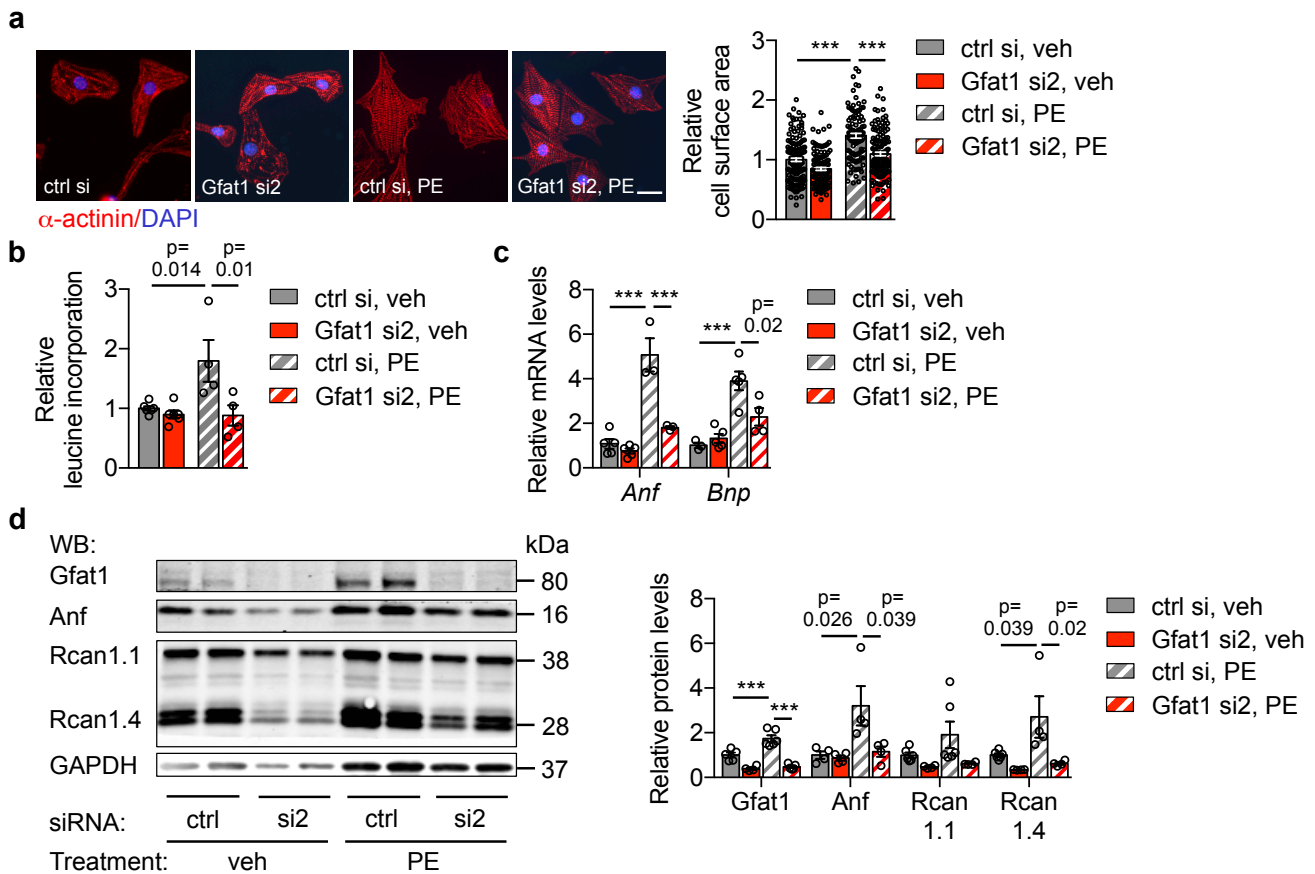 a
ctrl si
Gfat1 si2
ctrl si, PE
Gfat1 si2, PE
α-actinin/DAPI
Relative
cell surface area
3
2
1
0
*** ***
ctrl si, veh
Gfat1 si2, veh
ctrl si, PE
Gfat1 si2, PE
b
Relative
leucine incorporation
3
2
1
0
p= p=
0.014 0.01
ctrl si, veh
Gfat1 si2, veh
ctrl si, PE
Gfat1 si2, PE
c
Relative mRNA levels
8
6
4
2
0
*** ***
***
p=
0.02
Anf Bnp
ctrl si, veh
Gfat1 si2, veh
ctrl si, PE
Gfat1 si2, PE
d
WB: kDa
Gfat1 80
Anf 16
Rcan1.1 38
Rcan1.4 28
GAPDH 37
siRNA: ctrl si2 ctrl si2
Treatment: veh PE
Relative protein levels
8
6
4
2
0
***
***
p= p=
0.026 0.039
p= p=
0.039 0.02
Gfat1 Anf Rcan Rcan
1.1 1.4
ctrl si, veh
Gfat1 si2, veh
ctrl si, PE
Gfat1 si2, PE